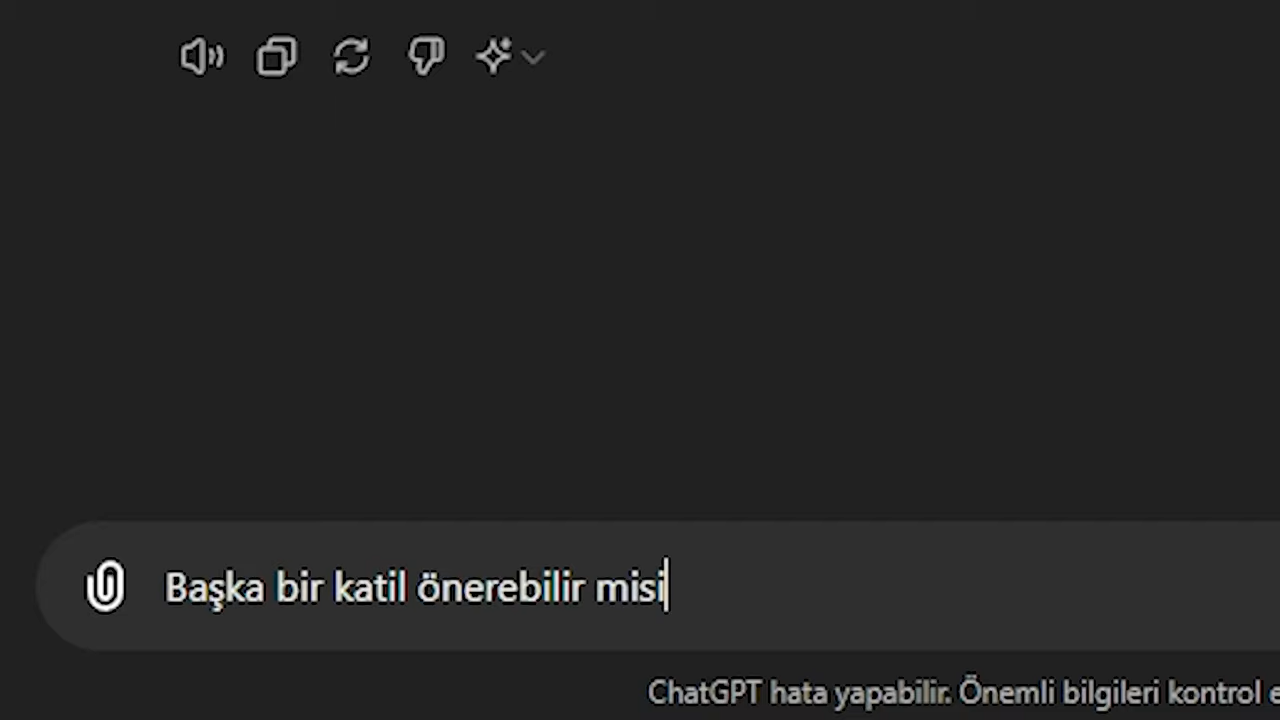 Başka bir katil önerebilir misi
ChatGPT hata yapabilir. Önemli bilgileri kontrol